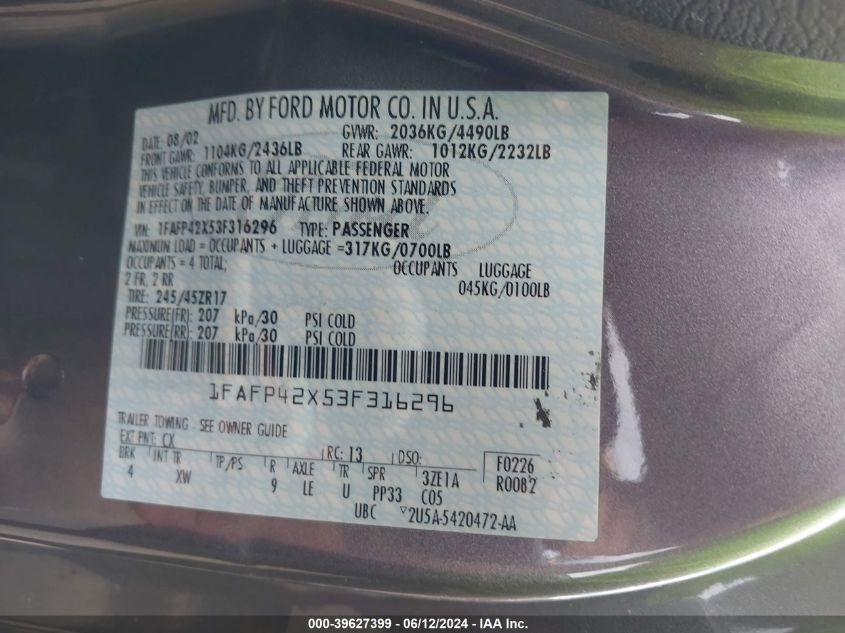 MFD. BY FORD MOTOR CO. IN U.S.A.
DATE: 08/02 GVWR: 2036KG/4490LB
FRONT GAWR: 1104KG/2436LB REAR GAWR: 1012KG/2232LB
THIS VEHICLE CONFORMS TO ALL APPLICABLE FEDERAL MOTOR
VEHICLE SAFETY, BUMPER, AND THEFT PREVENTION STANDARDS
IN EFFECT ON THE DATE OF MANUFACTURE SHOWN ABOVE.
VIN: 1FAFP42X53F316296 TYPE: PASSENGER
MAXIMUM LOAD = OCCUPANTS + LUGGAGE =317KG/0700LB
OCCUPANTS = 4 TOTAL; OCCUPANTS LUGGAGE
2 FR, 2 RR 045KG/0100LB
TIRE: 245/45ZR17
PRESSURE(FR): 207 kPa/30 PSI COLD
PRESSURE(RR): 207 kPa/30 PSI COLD
1FAFP42X53F316296
TRAILER TOWING - SEE OWNER GUIDE
EXT PNT: CX RC: 13 DSO: F0226
BRK INT TR TP/PS R AXLE TR SPR 3ZE1A R0082
4 XW 9 LE U PP33 C05
UBC ▽2U5A-5420472-AA
000-39627399 - 06/12/2024 - IAA Inc.